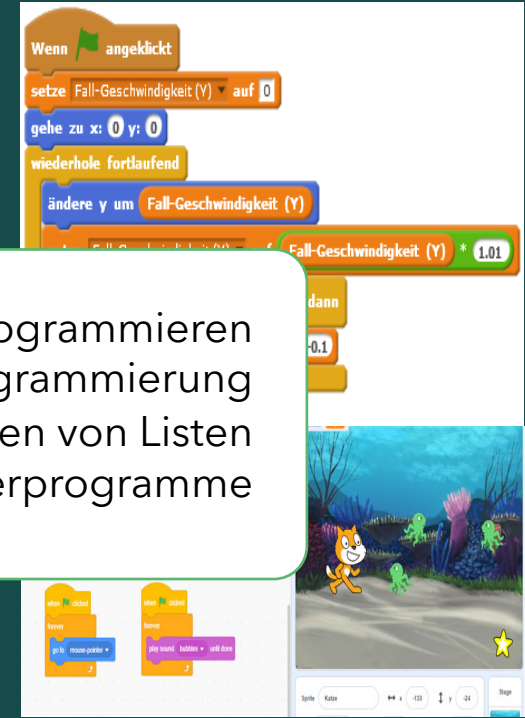 Wenn angeklickt
setze Fall-Geschwindigkeit (Y) auf 0
gehe zu x: 0 y: 0
wiederhole fortlaufend
ändere y um Fall-Geschwindigkeit (Y)
Fall-Geschwindigkeit (Y) * 1.01
dann
-0.1
ogrammieren
grammierung
en von Listen
erprogramme
when clicked
forever
go to mouse-pointer
when clicked
forever
play sound bubbles until done
Sprite Katze x -133 y -24 Stage